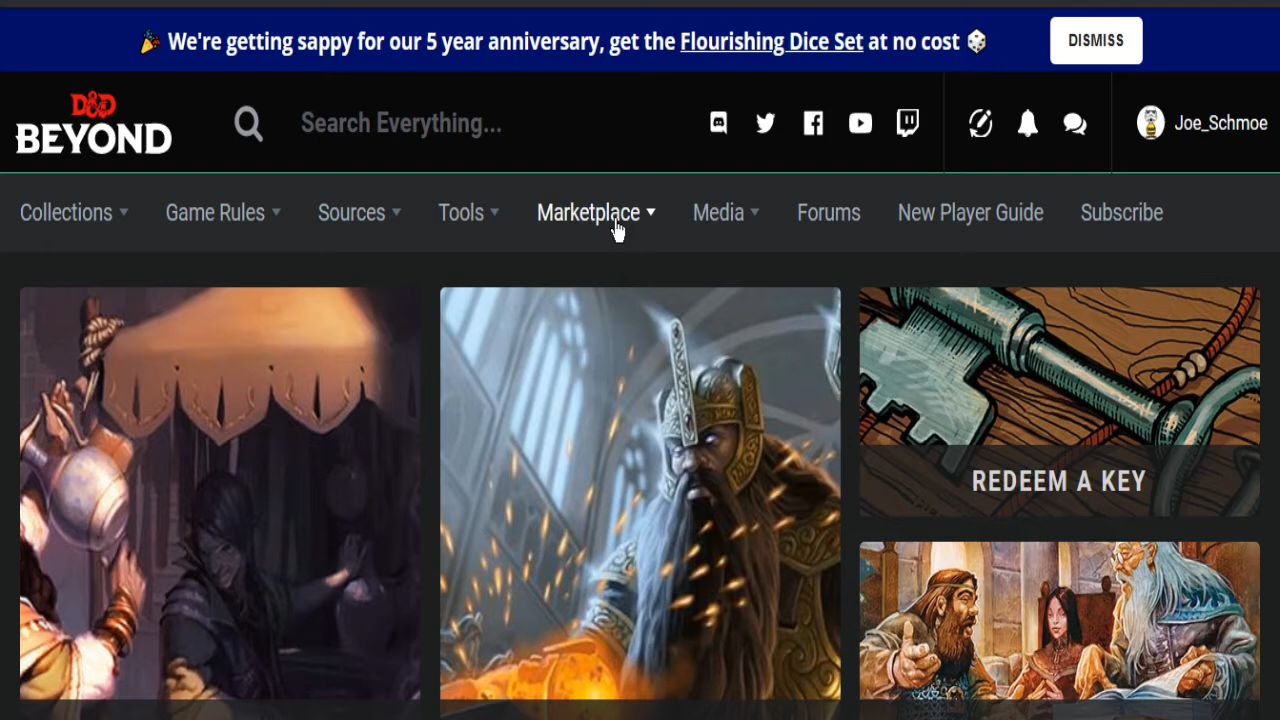 🎉 We're getting sappy for our 5 year anniversary, get the Flourishing Dice Set at no cost 🎲
DISMISS
D&D
BEYOND
Search Everything...
Joe_Schmoe
Collections
Game Rules
Sources
Tools
Marketplace
Media
Forums
New Player Guide
Subscribe
REDEEM A KEY